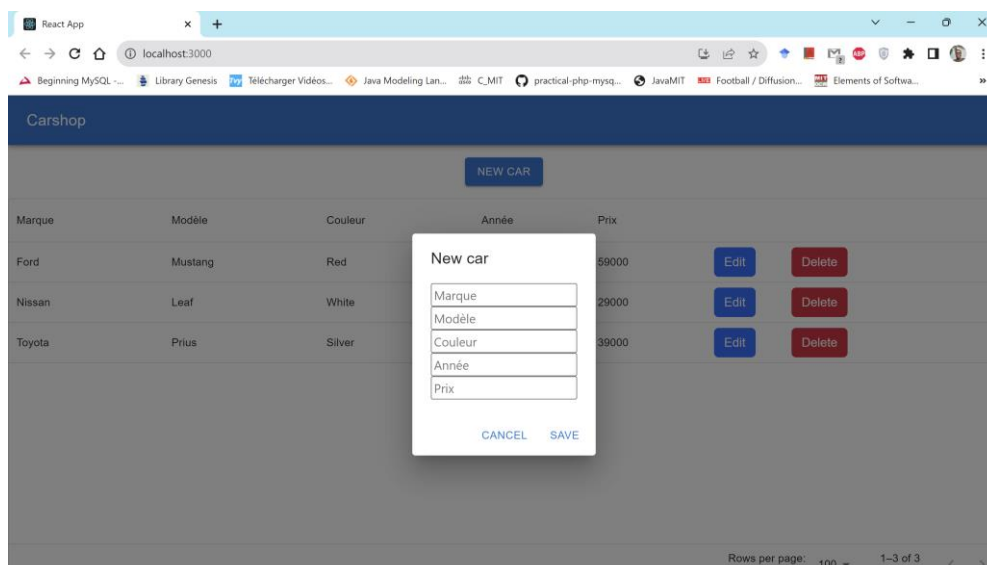 React App
localhost:3000
Beginning MySQL -... Library Genesis Télécharger Vidéos... Java Modeling Lan... C_MIT practical-php-mysq... JavaMIT Football / Diffusion... Elements of Softwa... »
Carshop
NEW CAR
Marque Modèle Couleur Année Prix
Ford Mustang Red 59000 Edit Delete
Nissan Leaf White 29000 Edit Delete
Toyota Prius Silver 39000 Edit Delete
New car
Marque
Modèle
Couleur
Année
Prix
CANCEL SAVE
Rows per page: 100 1–3 of 3